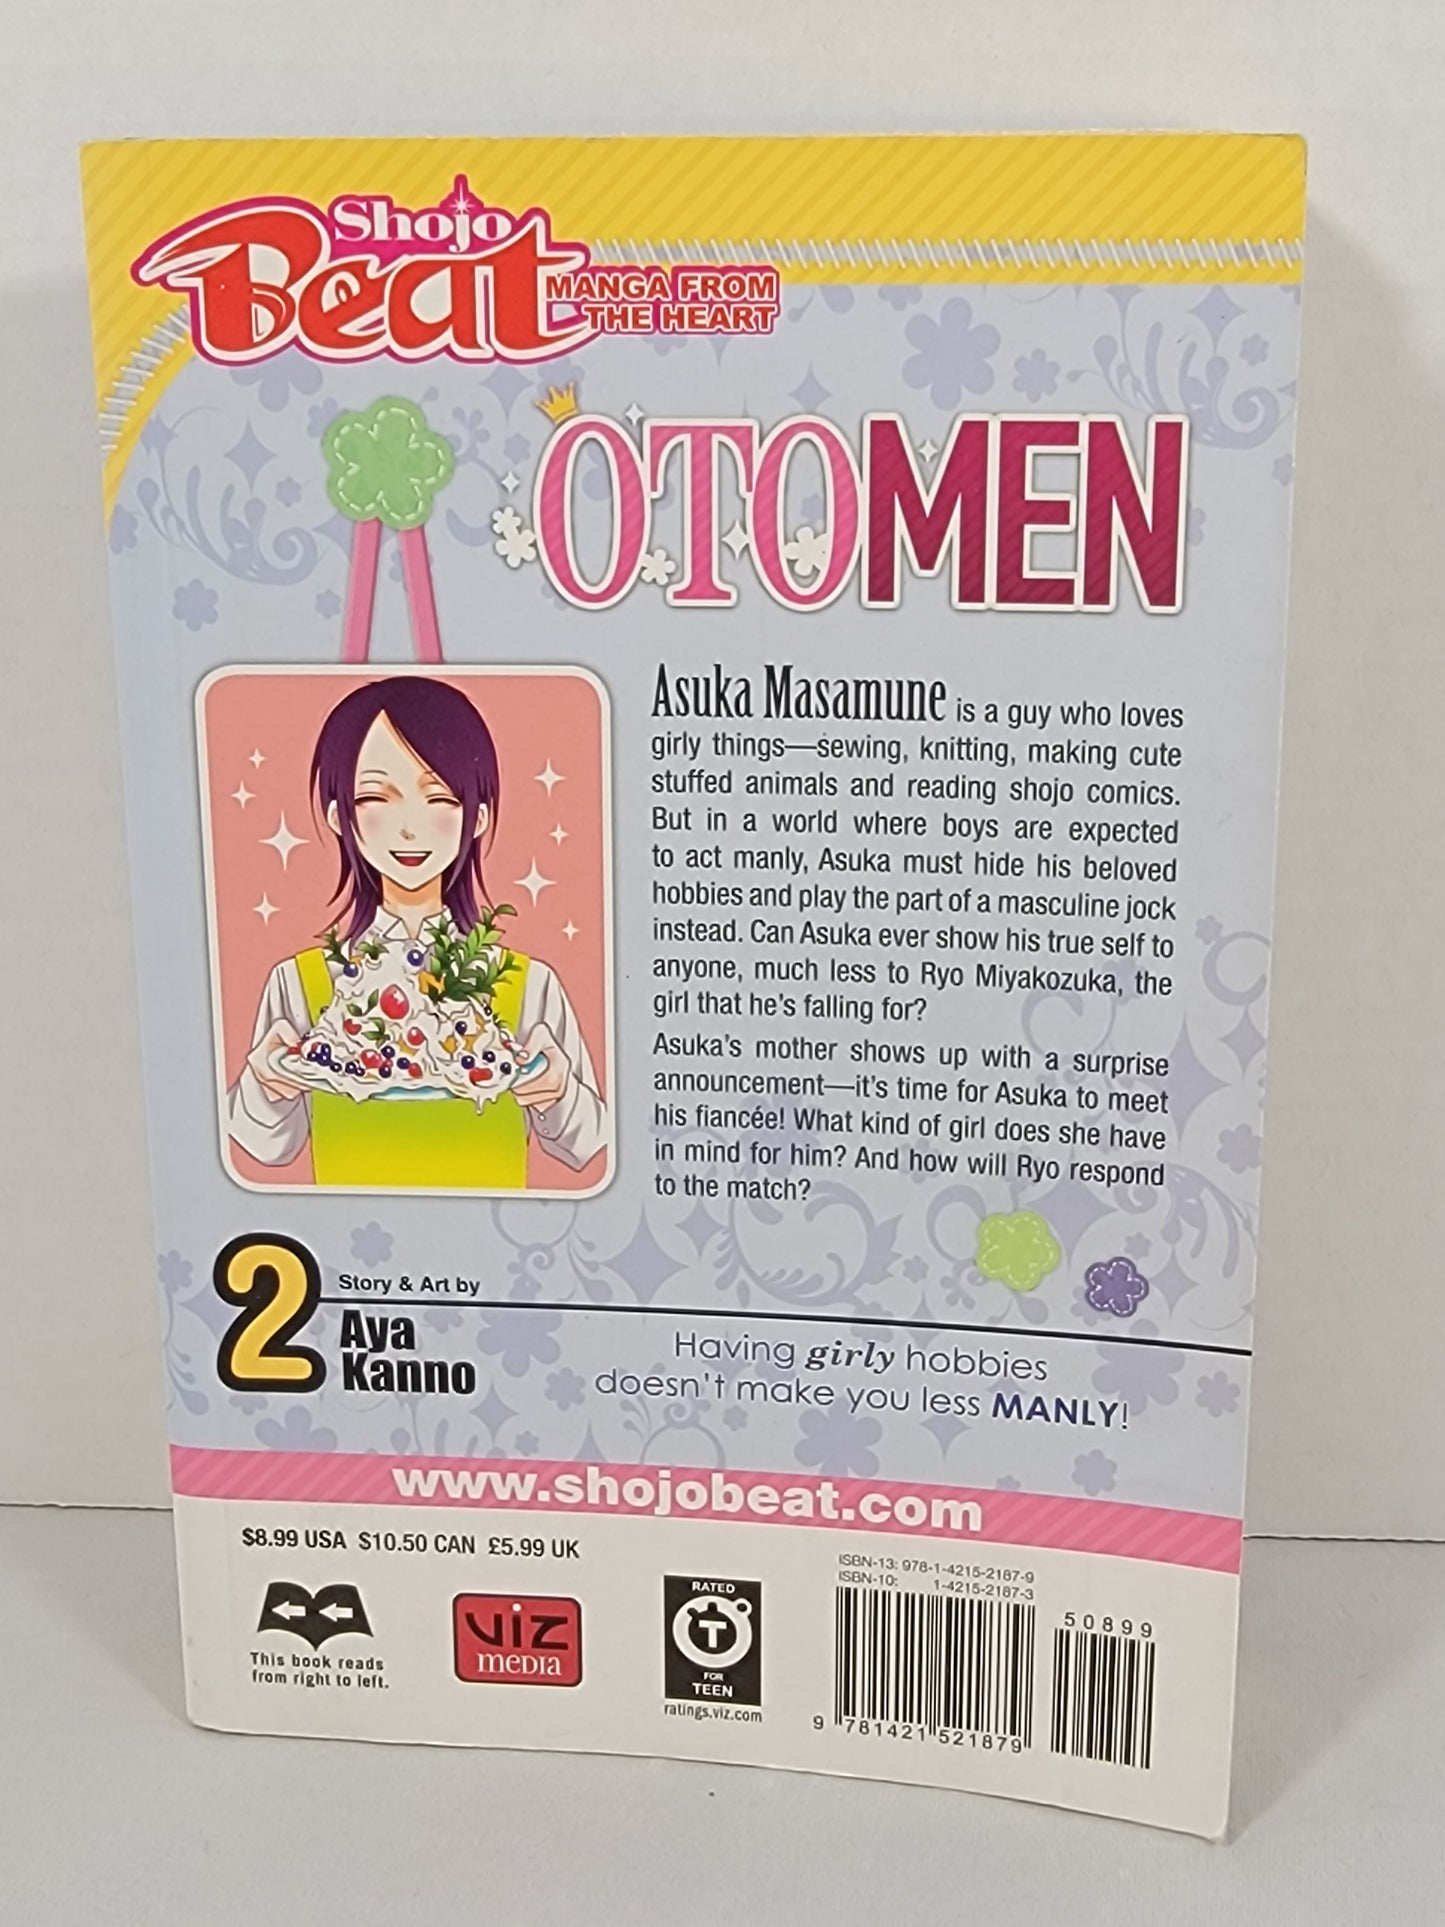 Shojo
Beat
MANGA FROM
THE HEART
OTOMEN
Asuka Masamune is a guy who loves
girly things—sewing, knitting, making cute
stuffed animals and reading shojo comics.
But in a world where boys are expected
to act manly, Asuka must hide his beloved
hobbies and play the part of a masculine jock
instead. Can Asuka ever show his true self to
anyone, much less to Ryo Miyakozuka, the
girl that he's falling for?
Asuka's mother shows up with a surprise
announcement—it's time for Asuka to meet
his fiancée! What kind of girl does she have
in mind for him? And how will Ryo respond
to the match?
2
Story & Art by
Aya
Kanno
Having girly hobbies
doesn't make you less MANLY!
www.shojobeat.com
$8.99 USA $10.50 CAN £5.99 UK
This book reads
from right to left.
VIZ
MEDIA
RATED
T
FOR
TEEN
ratings.viz.com
ISBN-13: 978-1-4215-2187-9
ISBN-10: 1-4215-2187-3
50899
9 781421 521879